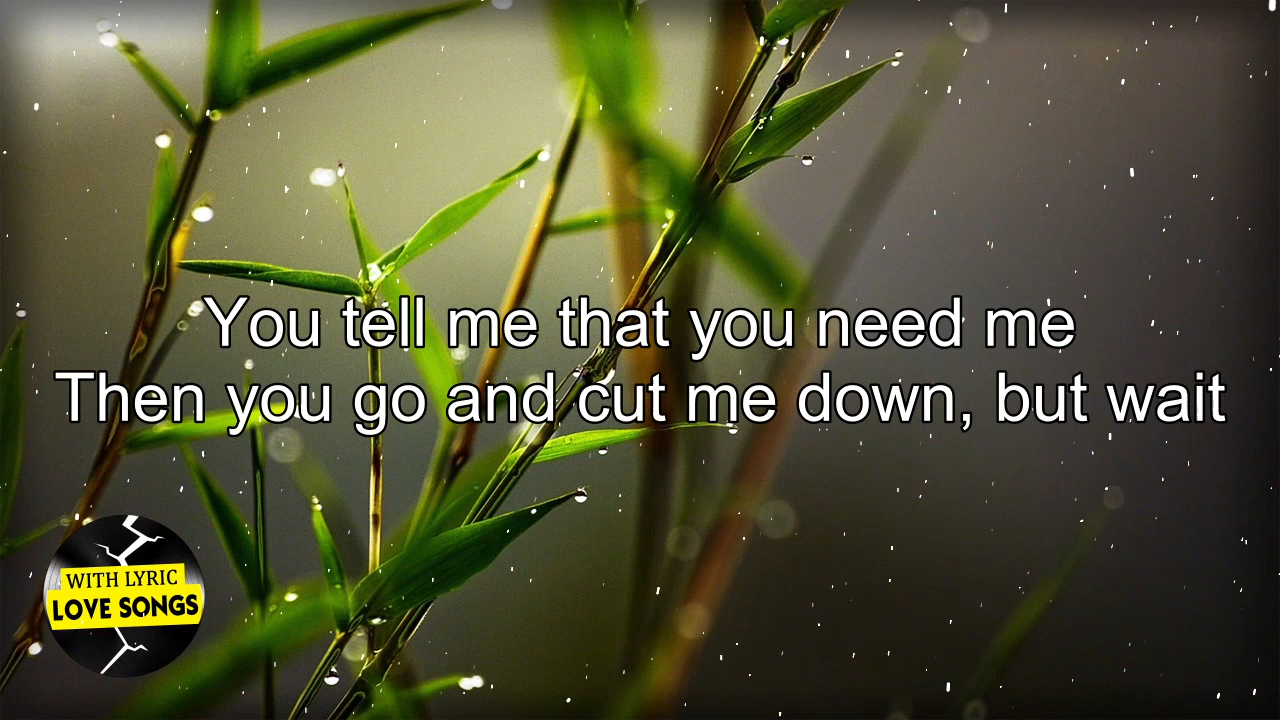 You tell me that you need me
Then you go and cut me down, but wait
WITH LYRIC
LOVE SONGS